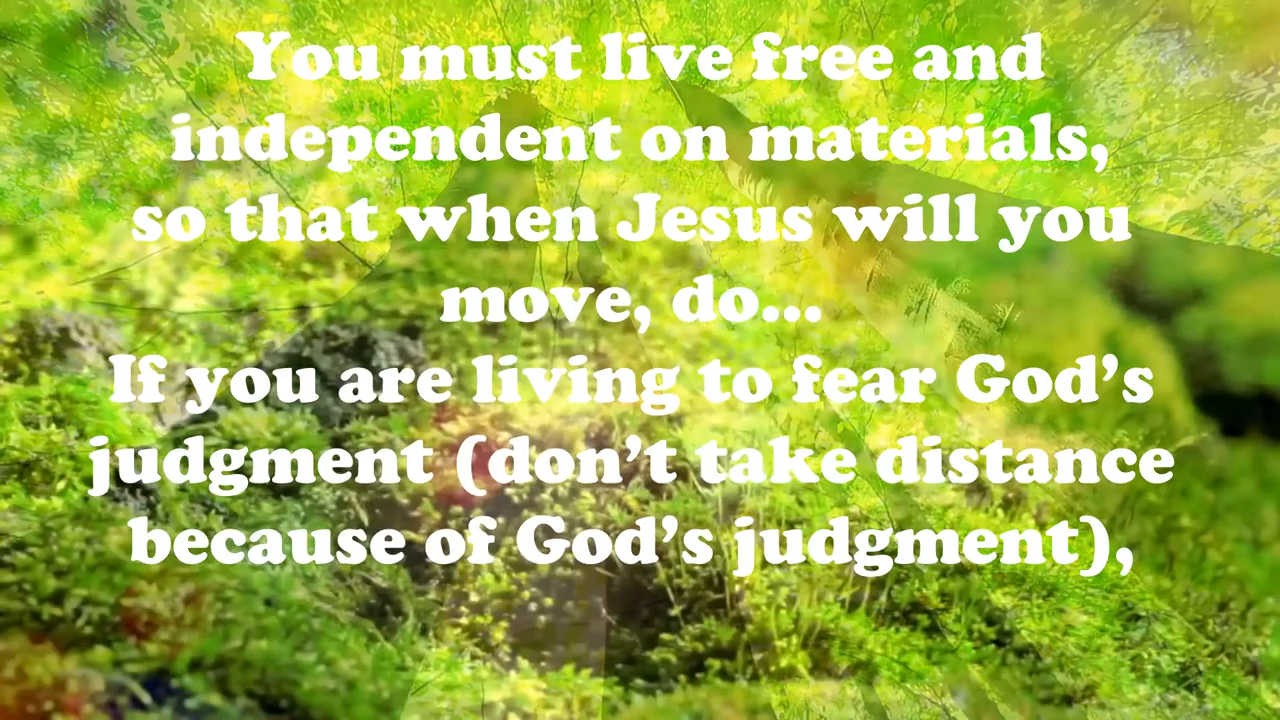 You must live free and
independent on materials,
so that when Jesus will you
move, do...
If you are living to fear God's
judgment (don't take distance
because of God's judgment),